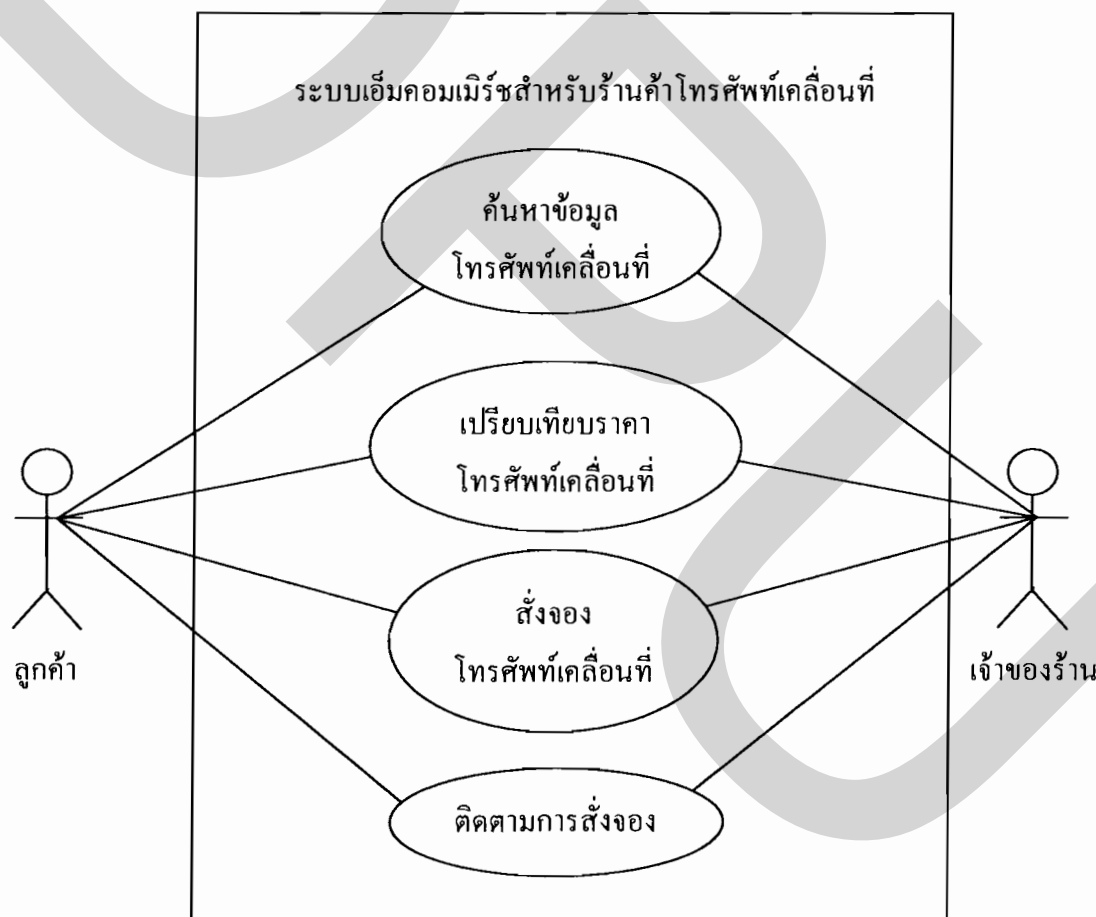 ระบบเอ็มคอมเมิร์ชสำหรับร้านค้าโทรศัพท์เคลื่อนที่
ค้นหาข้อมูล
โทรศัพท์เคลื่อนที่
เปรียบเทียบราคา
โทรศัพท์เคลื่อนที่
สั่งจอง
โทรศัพท์เคลื่อนที่
ลูกค้า
เจ้าของร้าน
ติดตามการสั่งจอง